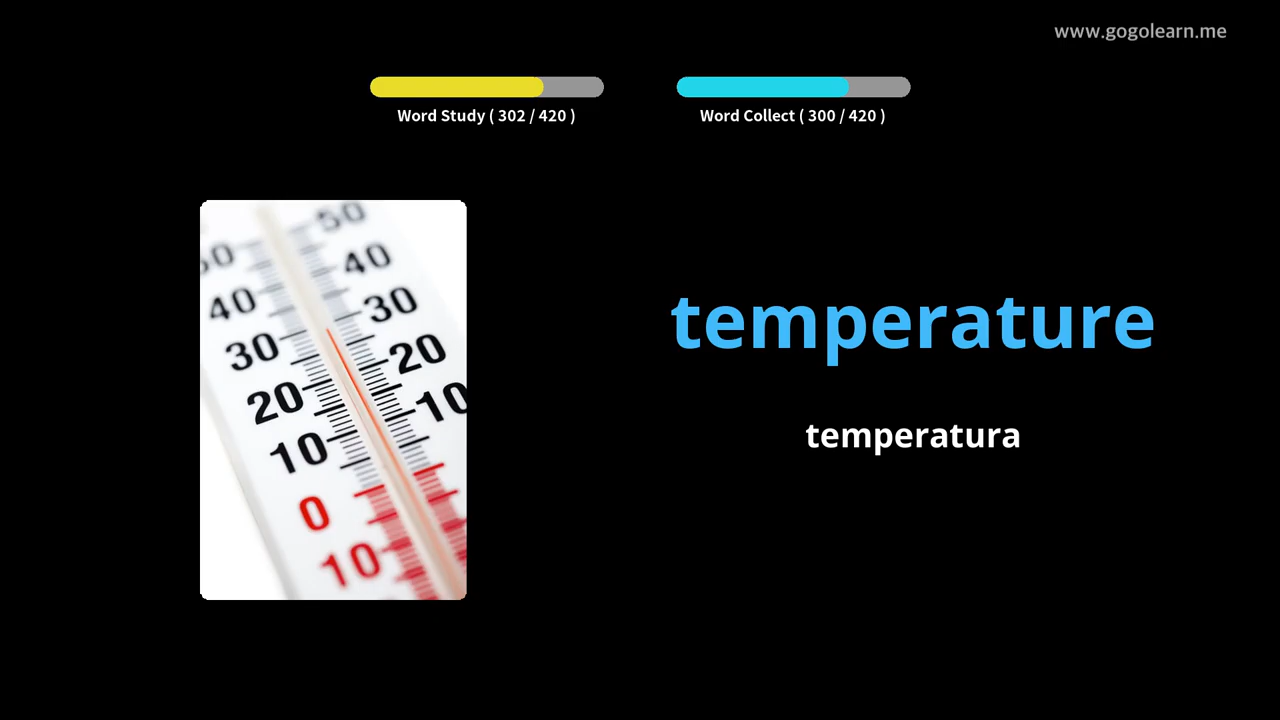 www.gogolearn.me
Word Study ( 302 / 420 )
Word Collect ( 300 / 420 )
50
50
40
40
30
30
20
20
10
10
0
10
temperature
temperatura